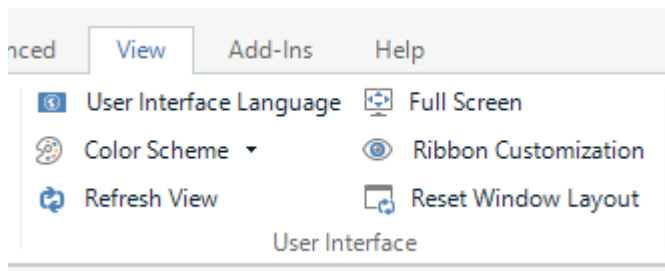 nced View Add-Ins Help
User Interface Language Full Screen
Color Scheme Ribbon Customization
Refresh View Reset Window Layout
User Interface